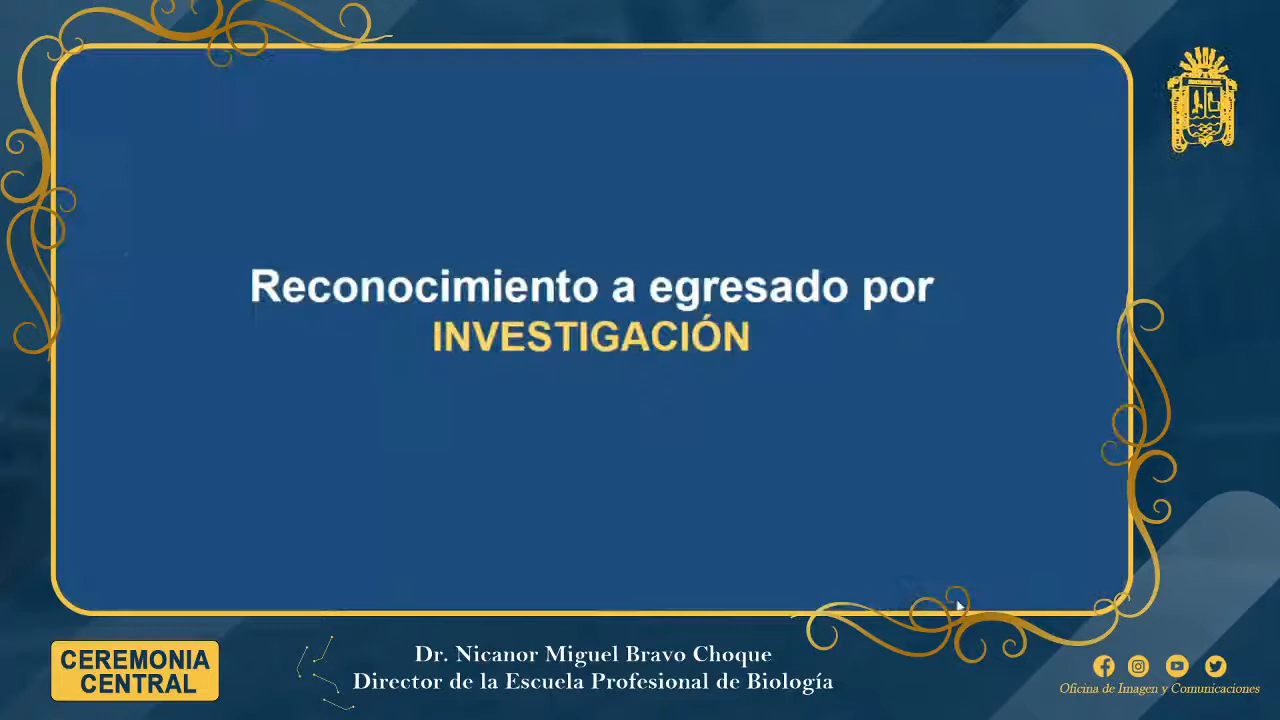 Reconocimiento a egresado por
INVESTIGACIÓN
CEREMONIA
CENTRAL
Dr. Nicanor Miguel Bravo Choque
Director de la Escuela Profesional de Biología
Oficina de Imagen y Comunicaciones